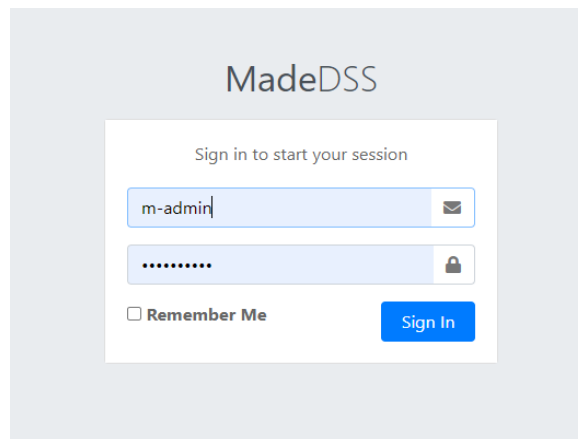 MadeDSS
Sign in to start your session
m-admin
••••••••••
Remember Me
Sign In